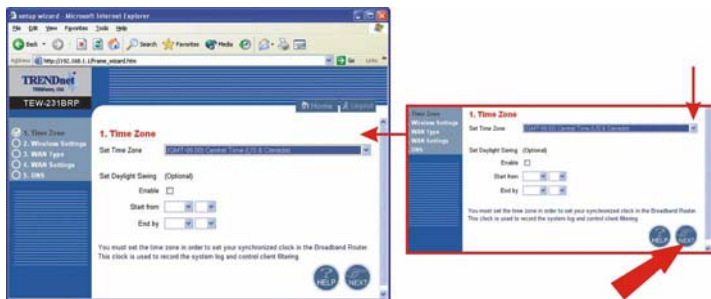 setup wizard - Microsoft Internet Explorer
File Edit View Favorites Tools Help
Back Search Favorites Media
Address http://192.168.1.1/frame_wizard.htm Go Links
TRENDnet
TRENDware, USA
TEW-231BRP
Home Logout
1. Time Zone
2. Wireless Settings
3. WAN Type
4. WAN Settings
5. DNS
1. Time Zone
Set Time Zone (GMT-06:00) Central Time (US & Canada)
Set Daylight Saving (Optional)
Enable
Start from
End by
You must set the time zone in order to set your synchronized clock in the Broadband Router.
This clock is used to record the system log and control client filtering.
HELP NEXT
Time Zone
Wireless Settings
WAN Type
WAN Settings
DNS
1. Time Zone
Set Time Zone (GMT-06:00) Central Time (US & Canada)
Set Daylight Saving (Optional)
Enable
Start from
End by
You must set the time zone in order to set your synchronized clock in the Broadband Router.
This clock is used to record the system log and control client filtering.
HELP NEXT